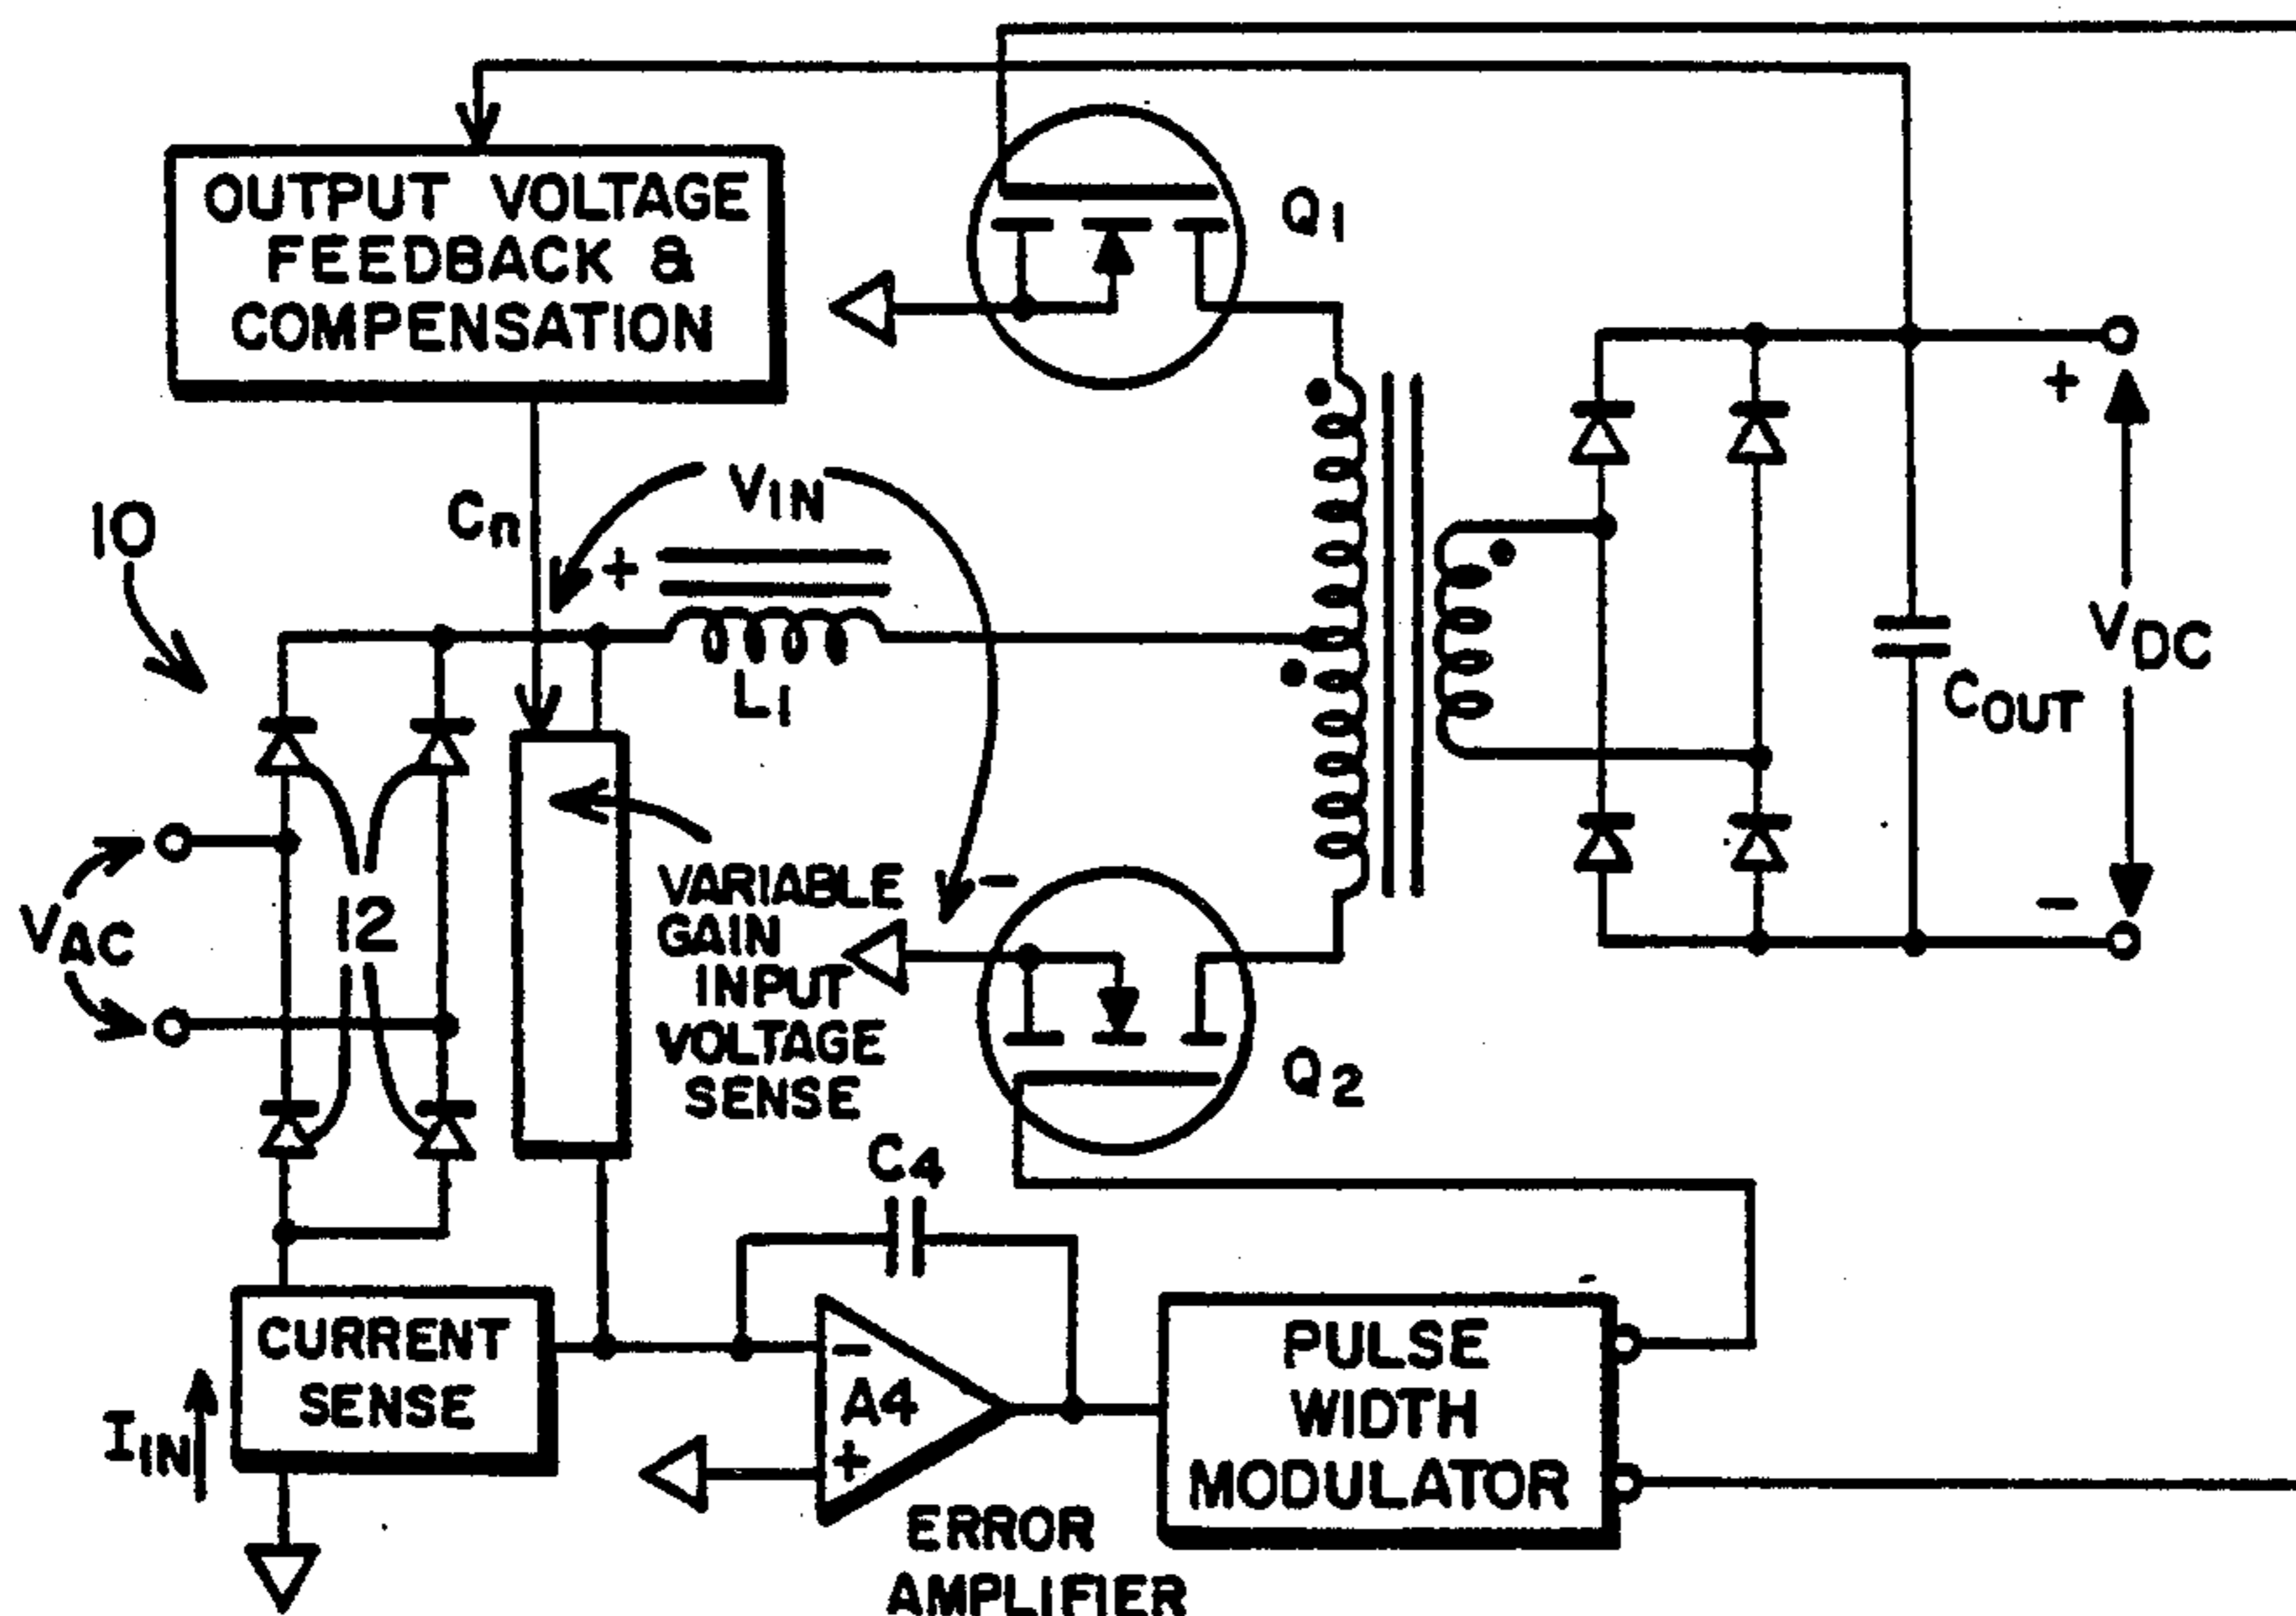 OUTPUT VOLTAGE
FEEDBACK &
COMPENSATION
Q1
+
VIN
Cn
10
+
L1
VDC
COUT
VARIABLE
GAIN
INPUT
VOLTAGE
SENSE
-
-
VAC
12
Q2
C4
CURRENT
SENSE
IIN
-
A4
+
ERROR
AMPLIFIER
PULSE
WIDTH
MODULATOR